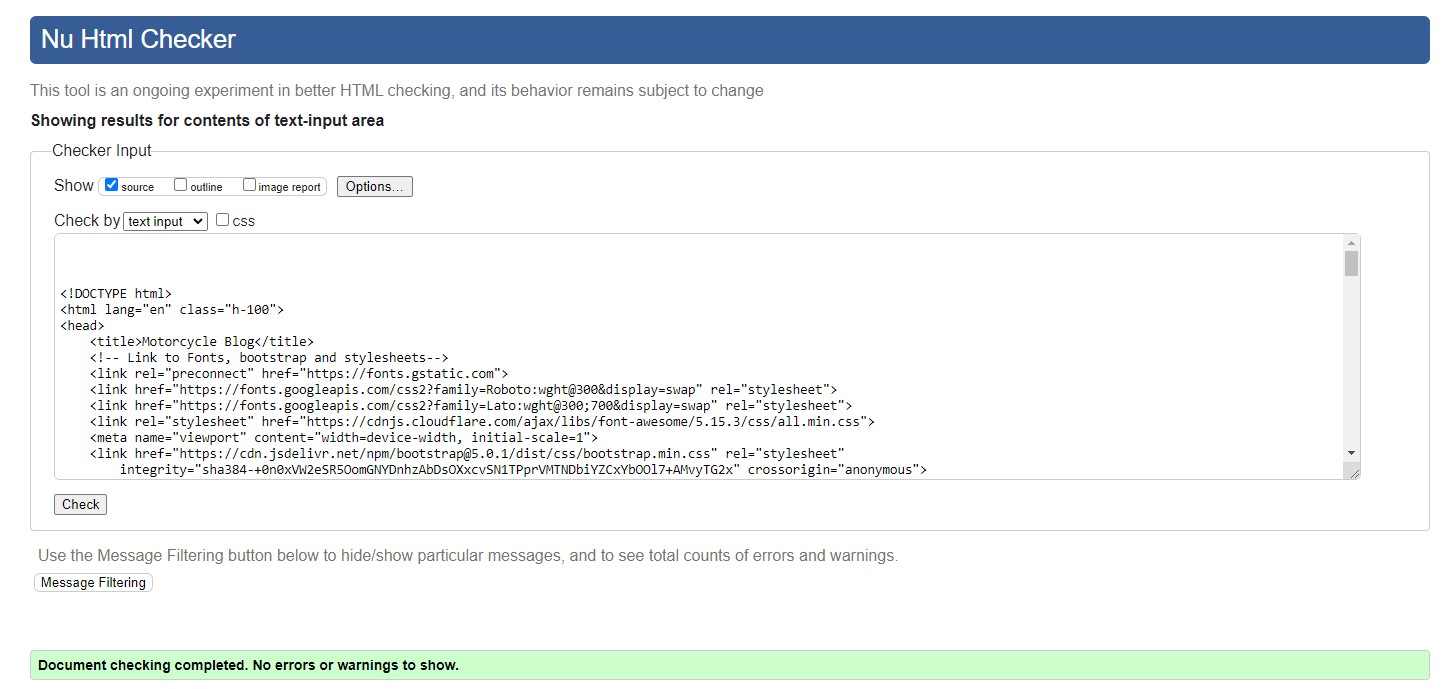 Nu Html Checker
This tool is an ongoing experiment in better HTML checking, and its behavior remains subject to change
Showing results for contents of text-input area
Checker Input
Show source outline image report Options...
Check by text input css
<!DOCTYPE html>
<html lang="en" class="h-100">
<head>
    <title>Motorcycle Blog</title>
    <!-- Link to Fonts, bootstrap and stylesheets-->
    <link rel="preconnect" href="https://fonts.gstatic.com">
    <link href="https://fonts.googleapis.com/css2?family=Roboto:wght@300&display=swap" rel="stylesheet">
    <link href="https://fonts.googleapis.com/css2?family=Lato:wght@300;700&display=swap" rel="stylesheet">
    <link rel="stylesheet" href="https://cdnjs.cloudflare.com/ajax/libs/font-awesome/5.15.3/css/all.min.css">
    <meta name="viewport" content="width=device-width, initial-scale=1">
    <link href="https://cdn.jsdelivr.net/npm/bootstrap@5.0.1/dist/css/bootstrap.min.css" rel="stylesheet"
        integrity="sha384-+0n0xVW2eSR5OomGNYDnhzAbDsOXxcvSN1TPprVMTNDbiYZCxYbOOl7+AMvyTG2x" crossorigin="anonymous">
Check
Use the Message Filtering button below to hide/show particular messages, and to see total counts of errors and warnings.
Message Filtering
Document checking completed. No errors or warnings to show.